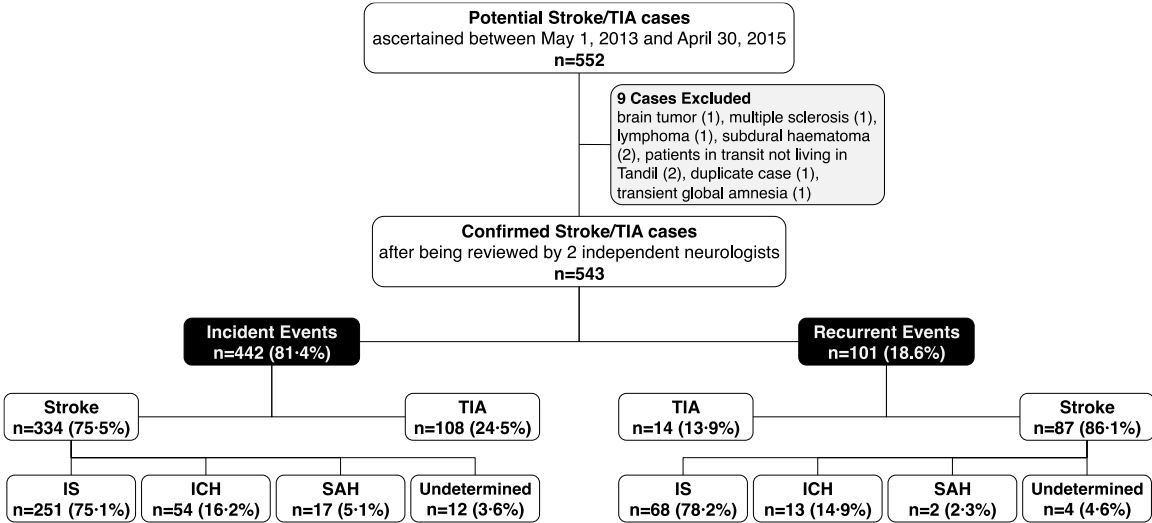 Potential Stroke/TIA cases
ascertained between May 1, 2013 and April 30, 2015
n=552
9 Cases Excluded
brain tumor (1), multiple sclerosis (1),
lymphoma (1), subdural haematoma
(2), patients in transit not living in
Tandil (2), duplicate case (1),
transient global amnesia (1)
Confirmed Stroke/TIA cases
after being reviewed by 2 independent neurologists
n=543
Incident Events
n=442 (81·4%)
Recurrent Events
n=101 (18.6%)
Stroke
n=334 (75·5%)
TIA
n=108 (24·5%)
TIA
n=14 (13·9%)
Stroke
n=87 (86·1%)
IS
n=251 (75·1%)
ICH
n=54 (16·2%)
SAH
n=17 (5·1%)
Undetermined
n=12 (3·6%)
IS
n=68 (78·2%)
ICH
n=13 (14·9%)
SAH
n=2 (2·3%)
Undetermined
n=4 (4·6%)